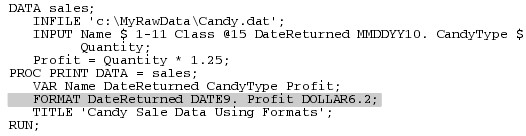 DATA sales;
INFILE 'c:\MyRawData\Candy.dat';
INPUT Name $ 1-11 Class @15 DateReturned MMDDYY10. CandyType $
Quantity;
Profit = Quantity * 1.25;
PROC PRINT DATA = sales;
VAR Name DateReturned CandyType Profit;
FORMAT DateReturned DATE9. Profit DOLLAR6.2;
TITLE 'Candy Sale Data Using Formats';
RUN;